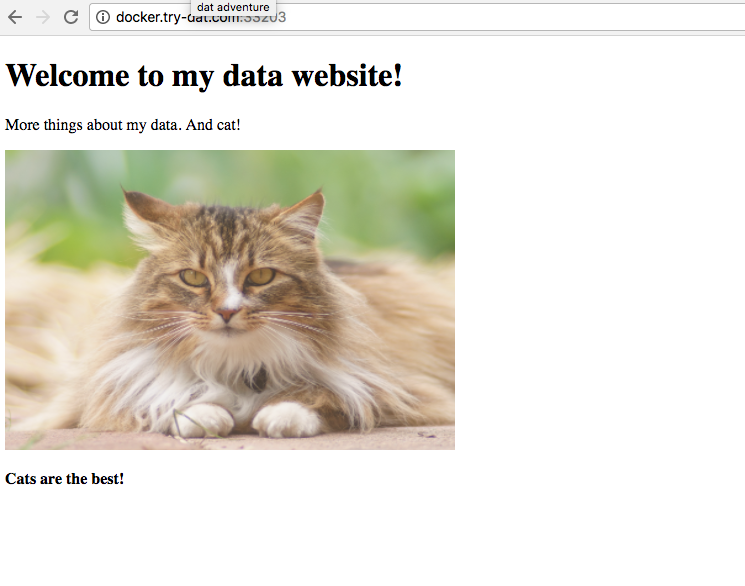 dat adventure
docker.try-dat.com:33203
Welcome to my data website!
More things about my data. And cat!
Cats are the best!